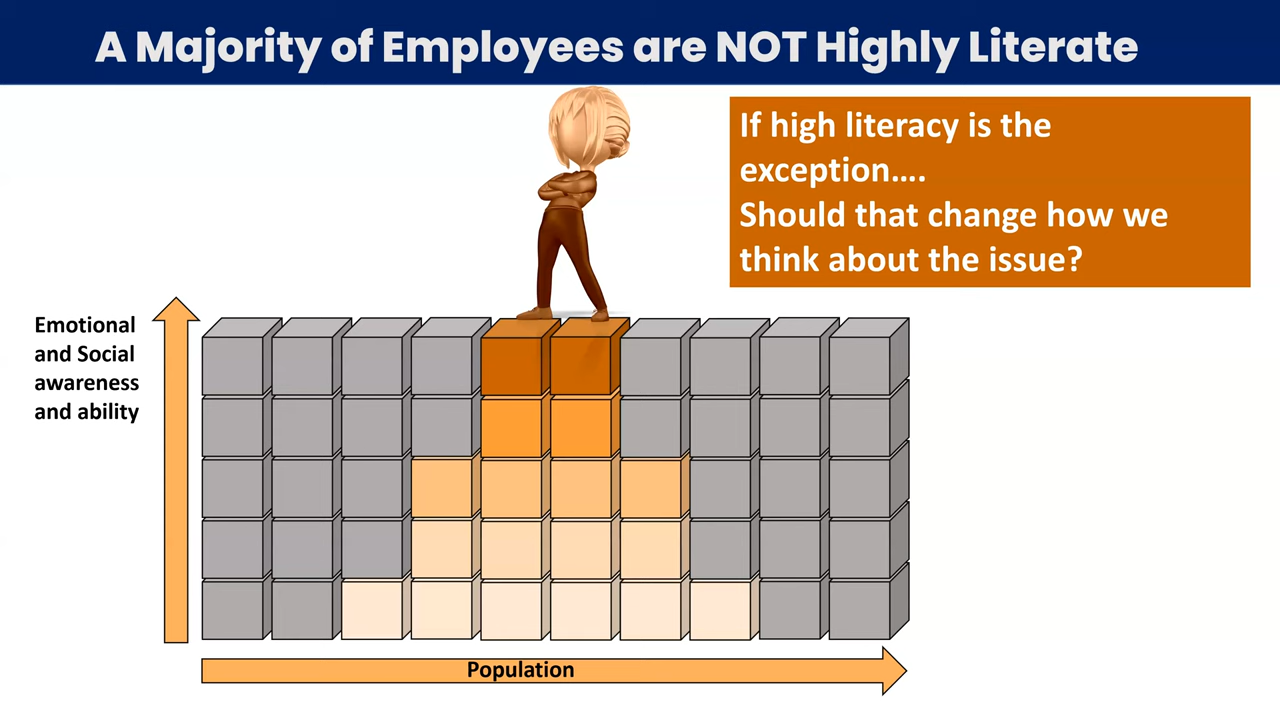 A Majority of Employees are NOT Highly Literate
If high literacy is the
exception....
Should that change how we
think about the issue?
Emotional
and Social
awareness
and ability
Population